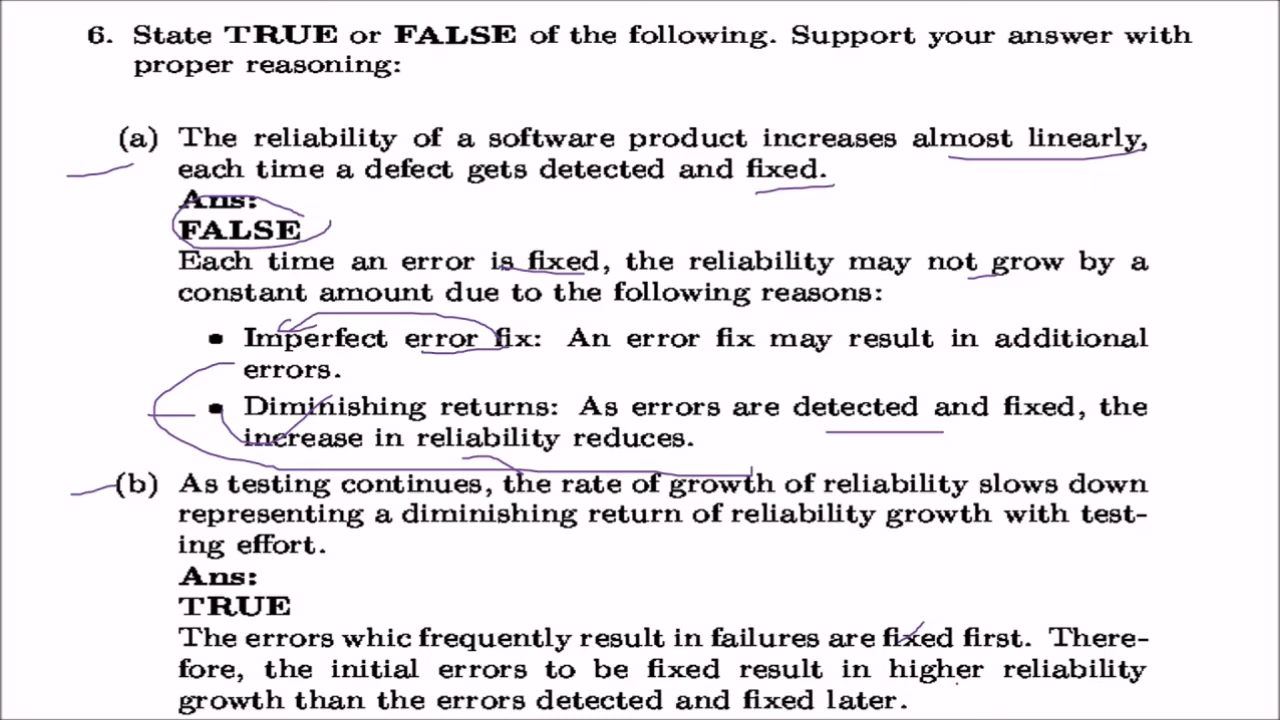 6. State TRUE or FALSE of the following. Support your answer with
proper reasoning:
(a) The reliability of a software product increases almost linearly,
each time a defect gets detected and fixed.
Ans:
FALSE
Each time an error is fixed, the reliability may not grow by a
constant amount due to the following reasons:
• Imperfect error fix: An error fix may result in additional
errors.
• Diminishing returns: As errors are detected and fixed, the
increase in reliability reduces.
(b) As testing continues, the rate of growth of reliability slows down
representing a diminishing return of reliability growth with test-
ing effort.
Ans:
TRUE
The errors whic frequently result in failures are fixed first. There-
fore, the initial errors to be fixed result in higher reliability
growth than the errors detected and fixed later.